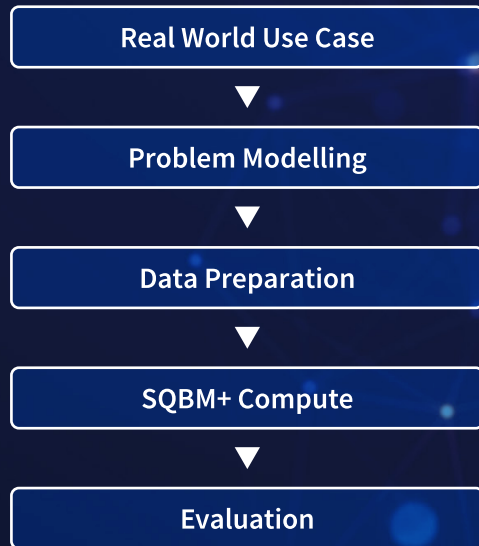 Real World Use Case
Problem Modelling
Data Preparation
SQBM+ Compute
Evaluation